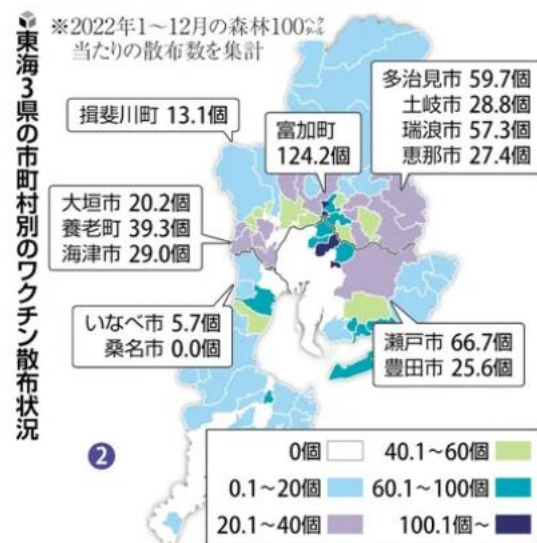 東海3県の市町村別のワクチン散布状況
※2022年1～12月の森林100ヘクタール
当たりの散布数を集計
多治見市 59.7個
土岐市 28.8個
瑞浪市 57.3個
恵那市 27.4個
揖斐川町 13.1個
富加町
124.2個
大垣市 20.2個
養老町 39.3個
海津市 29.0個
いなべ市 5.7個
桑名市 0.0個
瀬戸市 66.7個
豊田市 25.6個
2
0個
0.1～20個
20.1～40個
40.1～60個
60.1～100個
100.1個～